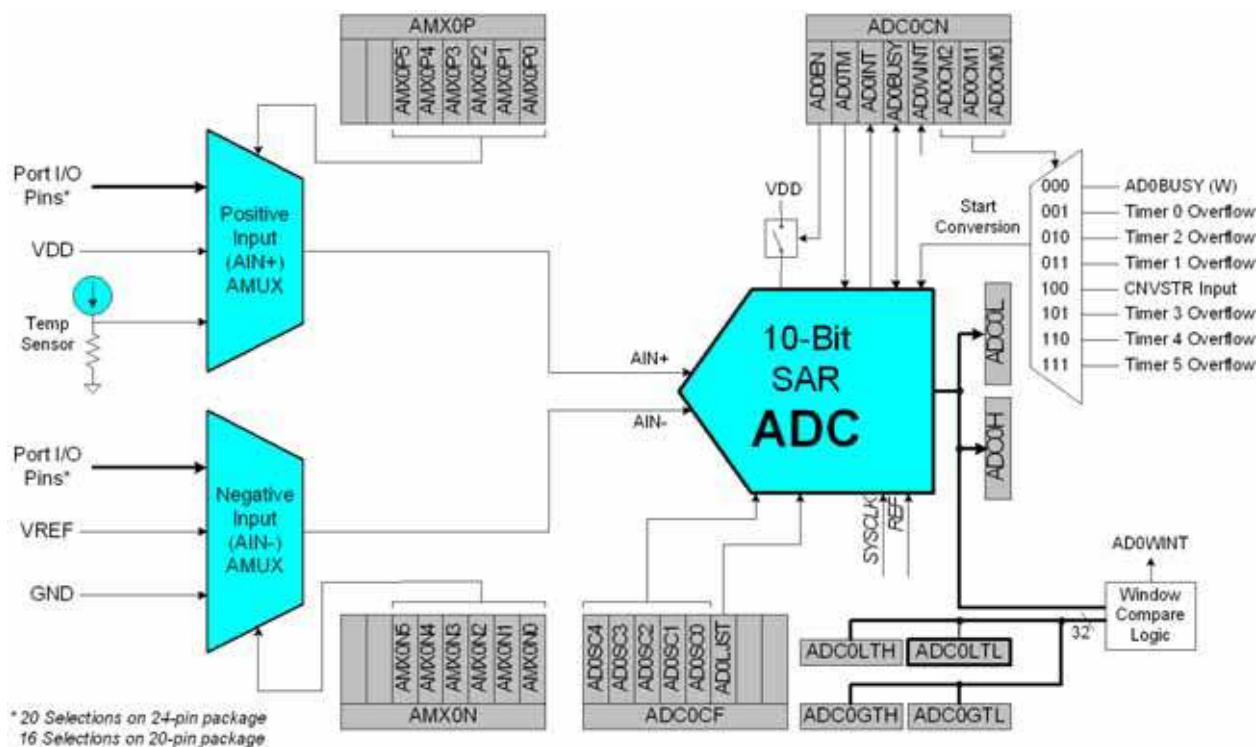 AMX0P
AMX0P5
AMX0P4
AMX0P3
AMX0P2
AMX0P1
AMX0P0
ADC0CN
AD0EN
AD0TM
AD0INT
AD0BUSY
AD0WINT
AD0CM2
AD0CM1
AD0CM0
Port I/O
Pins*
VDD
Temp
Sensor
Positive
Input
(AIN+)
AMUX
VDD
Start
Conversion
000
AD0BUSY (W)
001
Timer 0 Overflow
010
Timer 2 Overflow
011
Timer 1 Overflow
100
CNVSTR Input
101
Timer 3 Overflow
110
Timer 4 Overflow
111
Timer 5 Overflow
AIN+
AIN-
10-Bit
SAR
ADC
ADC0L
ADC0H
Port I/O
Pins*
VREF
GND
Negative
Input
(AIN-)
AMUX
SYSCLK
REF
AD0WINT
Window
Compare
Logic
32
ADC0LTH
ADC0LTL
ADC0GTH
ADC0GTL
AMX0N5
AMX0N4
AMX0N3
AMX0N2
AMX0N1
AMX0N0
AMX0N
AD0SC4
AD0SC3
AD0SC2
AD0SC1
AD0SC0
AD0LJST
ADC0CF
* 20 Selections on 24-pin package
16 Selections on 20-pin package